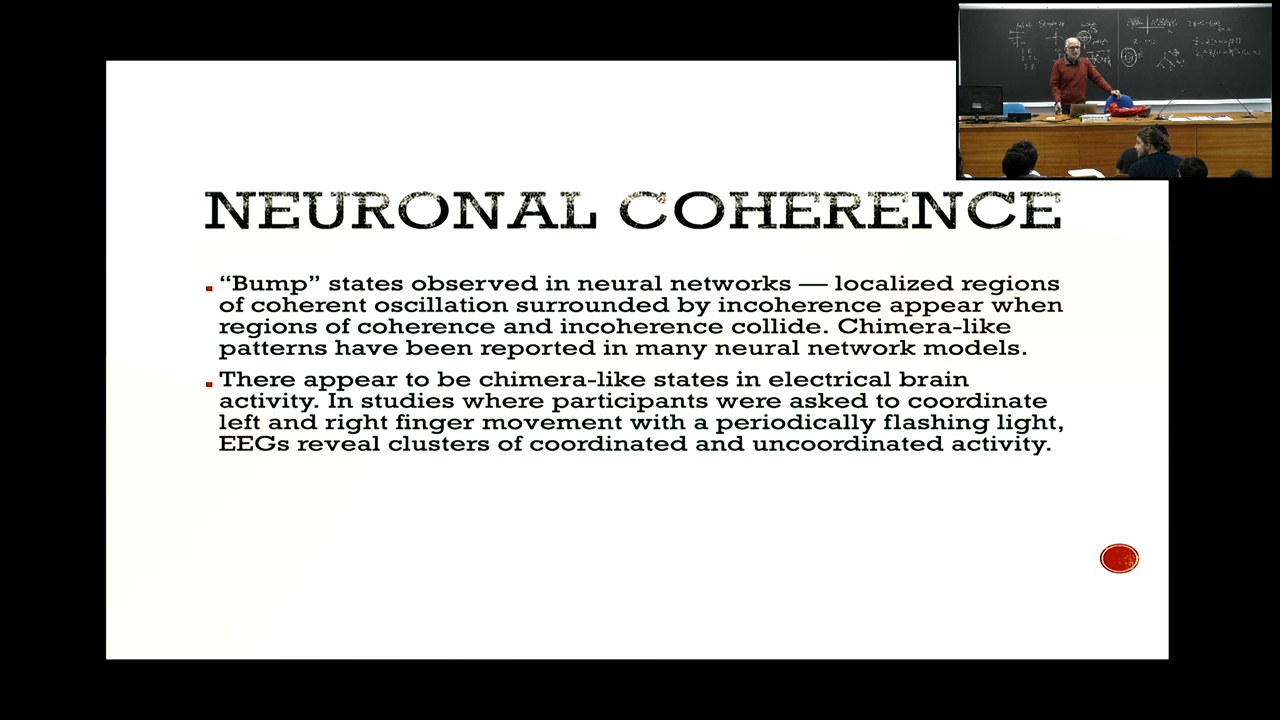 NEURONAL COHERENCE
“Bump” states observed in neural networks — localized regions
of coherent oscillation surrounded by incoherence appear when
regions of coherence and incoherence collide. Chimera-like
patterns have been reported in many neural network models.
There appear to be chimera-like states in electrical brain
activity. In studies where participants were asked to coordinate
left and right finger movement with a periodically flashing light,
EEGs reveal clusters of coordinated and uncoordinated activity.